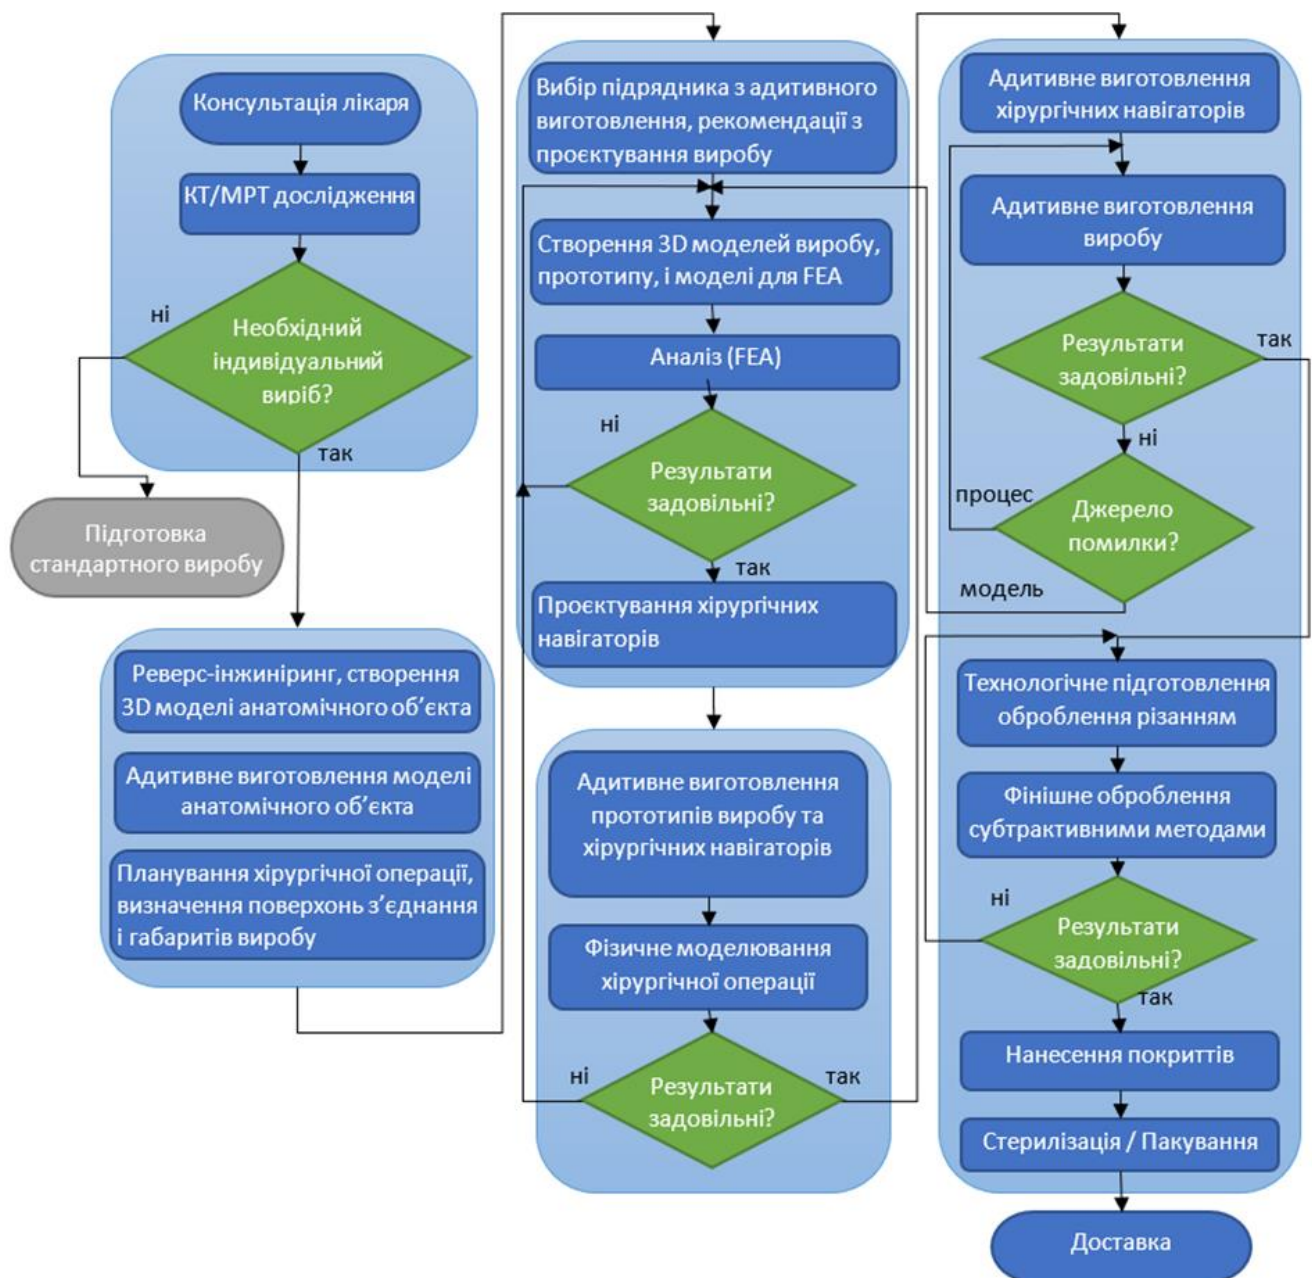 Консультація лікаря
КТ/МРТ дослідження
ні
Необхідний
індивідуальний
виріб?
так
Підготовка
стандартного виробу
Реверс-інжиніринг, створення
3D моделі анатомічного об’єкта
Адитивне виготовлення моделі
анатомічного об’єкта
Планування хірургічної операції,
визначення поверхонь з’єднання
і габаритів виробу
Вибір підрядника з адитивного
виготовлення, рекомендації з
проєктування виробу
Створення 3D моделей виробу,
прототипу, і моделі для FEA
Аналіз (FEA)
ні
Результати
задовільні?
так
Проєктування хірургічних
навігаторів
Адитивне виготовлення
прототипів виробу та
хірургічних навігаторів
Фізичне моделювання
хірургічної операції
ні
Результати
задовільні?
так
Адитивне виготовлення
хірургічних навігаторів
Адитивне виготовлення
виробу
Результати
задовільні?
так
ні
процес
Джерело
помилки?
модель
Технологічне підготовлення
оброблення різанням
Фінішне оброблення
субтрактивними методами
ні
Результати
задовільні?
так
Нанесення покриттів
Стерилізація / Пакування
Доставка